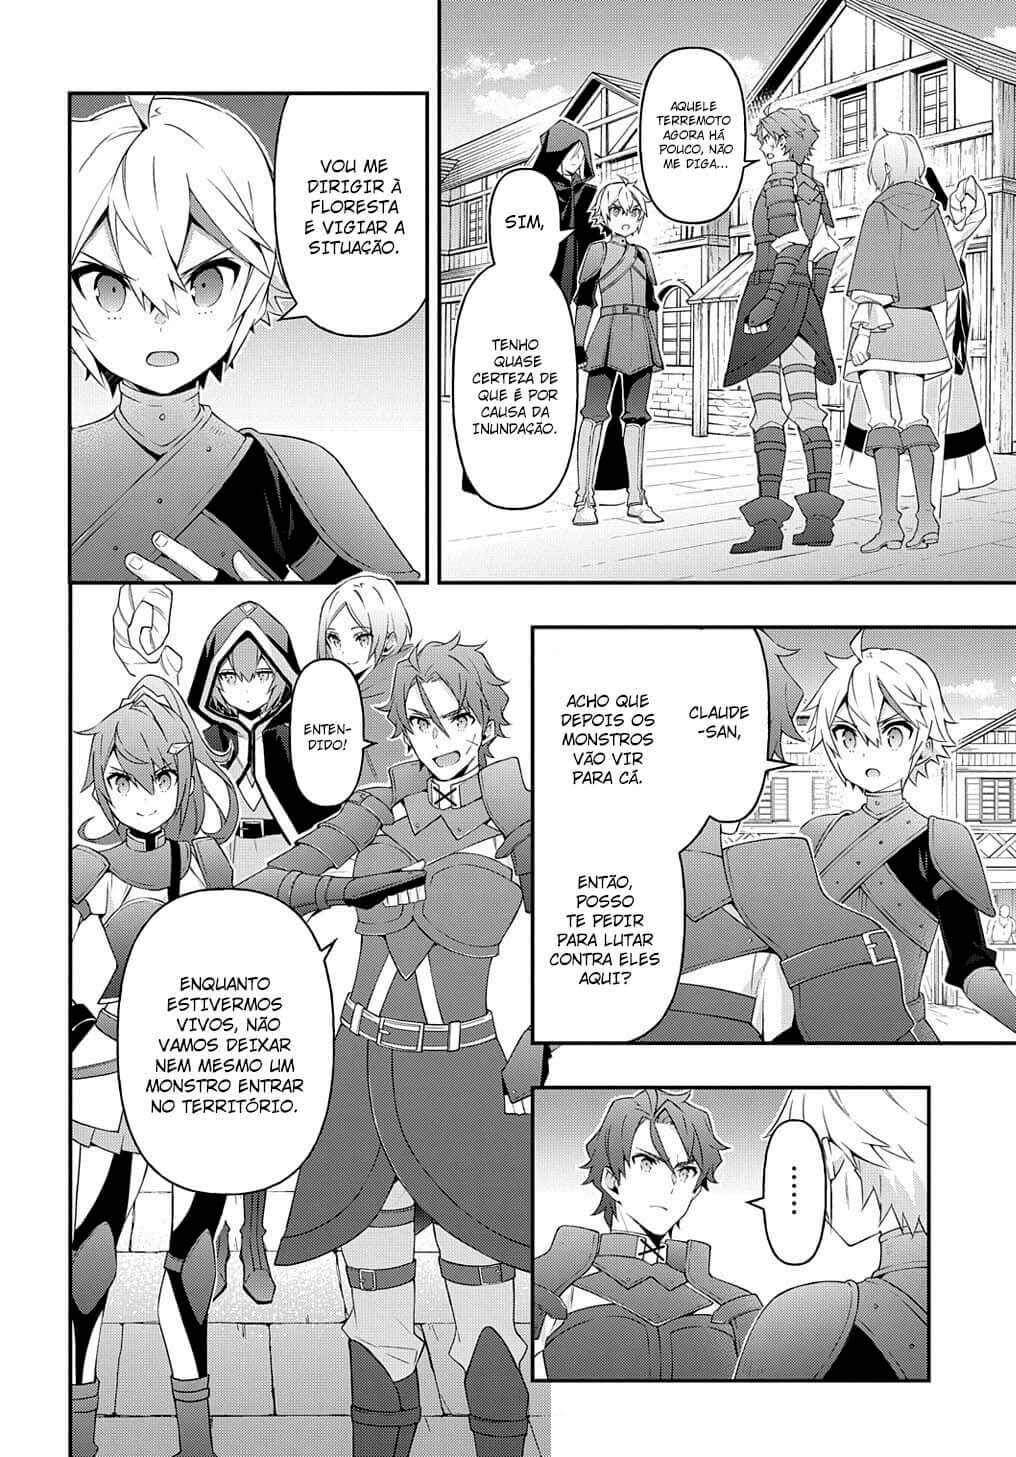 AQUELE
TERREMOTO
AGORA HÁ
POUCO, NÃO
ME DIGA...
SIM,
TENHO
QUASE
CERTEZA DE
QUE É POR
CAUSA DA
INUNDAÇÃO.
VOU ME
DIRIGIR À
FLORESTA
E VIGIAR A
SITUAÇÃO.
CLAUDE
-SAN,
ACHO QUE
DEPOIS OS
MONSTROS
VÃO VIR
PARA CÁ.
ENTÃO,
POSSO
TE PEDIR
PARA LUTAR
CONTRA ELES
AQUI?
......
ENTEN-
DIDO!
ENQUANTO
ESTIVERMOS
VIVOS, NÃO
VAMOS DEIXAR
NEM MESMO UM
MONSTRO ENTRAR
NO TERRITÓRIO.